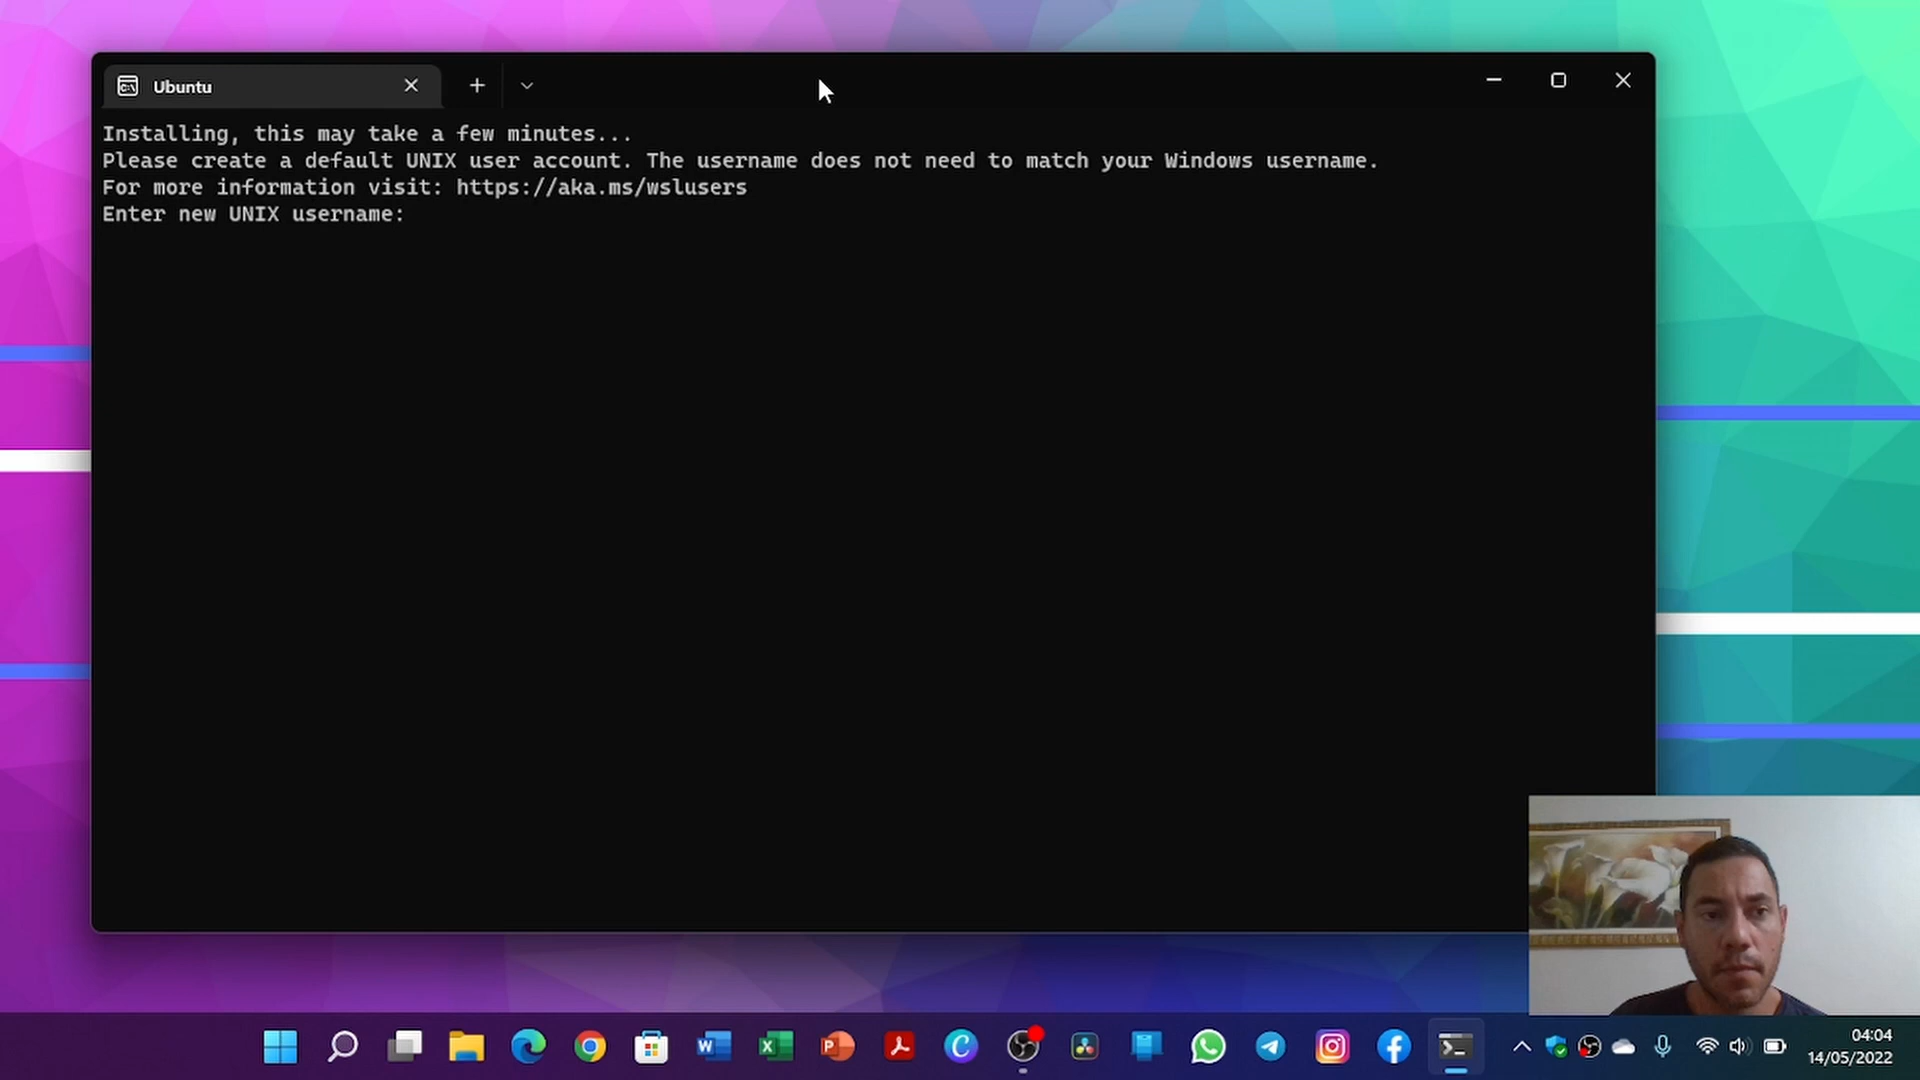 Ubuntu
Installing, this may take a few minutes...
Please create a default UNIX user account. The username does not need to match your Windows username.
For more information visit: https://aka.ms/wslusers
Enter new UNIX username:
04:04
14/05/2022